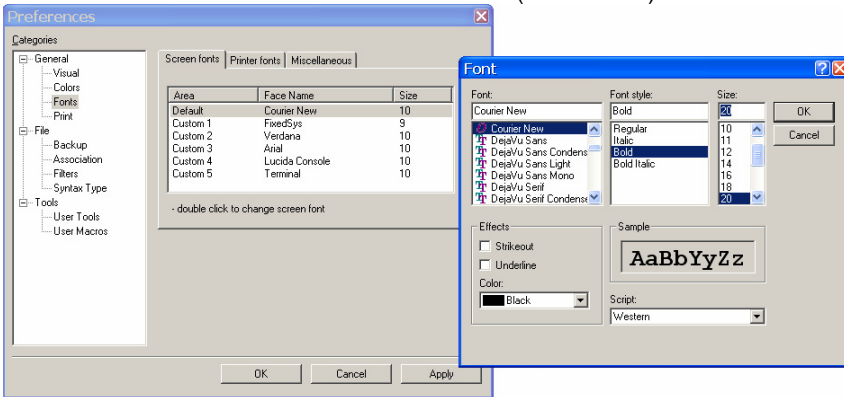 Preferences
Categories
General
Visual
Colors
Fonts
Print
File
Backup
Association
Filters
Syntax Type
Tools
User Tools
User Macros
Screen fonts Printer fonts Miscellaneous
Area Face Name Size
Default Courier New 10
Custom 1 FixedSys 9
Custom 2 Verdana 10
Custom 3 Arial 10
Custom 4 Lucida Console 10
Custom 5 Terminal 10
- double click to change screen font
OK Cancel Apply
Font
Font: Font style: Size:
Courier New Bold 20
OK
Cancel
Courier New Regular 10
DejaVu Sans Italic 11
DejaVu Sans Condens Bold 12
DejaVu Sans Light Bold Italic 14
DejaVu Sans Mono 16
DejaVu Serif 18
DejaVu Serif Condense 20
Effects Sample
Strikeout
Underline
AaBbYyZz
Color:
Black
Script:
Western